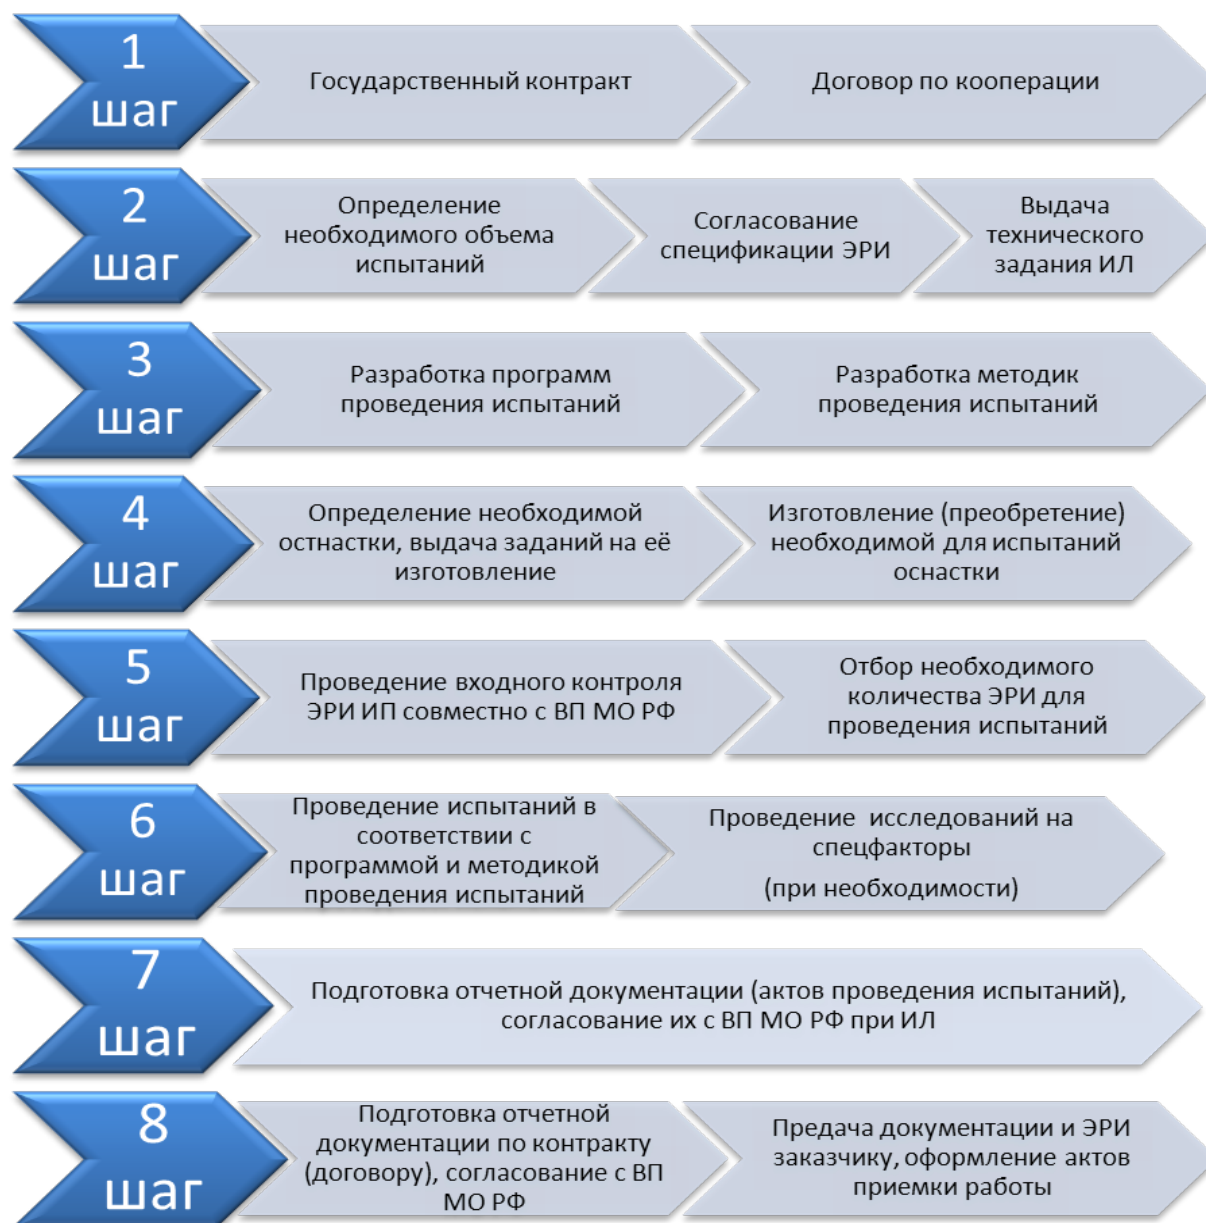 1
шаг
Государственный контракт
Договор по кооперации
2
шаг
Определение
необходимого объема
испытаний
Согласование
спецификации ЭРИ
Выдача
технического
задания ИЛ
3
шаг
Разработка программ
проведения испытаний
Разработка методик
проведения испытаний
4
шаг
Определение необходимой
остнастки, выдача заданий на её
изготовление
Изготовление (преобретение)
необходимой для испытаний
оснастки
5
шаг
Проведение входного контроля
ЭРИ ИП совместно с ВП МО РФ
Отбор необходимого
количества ЭРИ для
проведения испытаний
6
шаг
Проведение испытаний в
соответствии с
программой и методикой
проведения испытаний
Проведение исследований на
спецфакторы
(при необходимости)
7
шаг
Подготовка отчетной документации (актов проведения испытаний),
согласование их с ВП МО РФ при ИЛ
8
шаг
Подготовка отчетной
документации по контракту
(договору), согласование с ВП
МО РФ
Предача документации и ЭРИ
заказчику, оформление актов
приемки работы